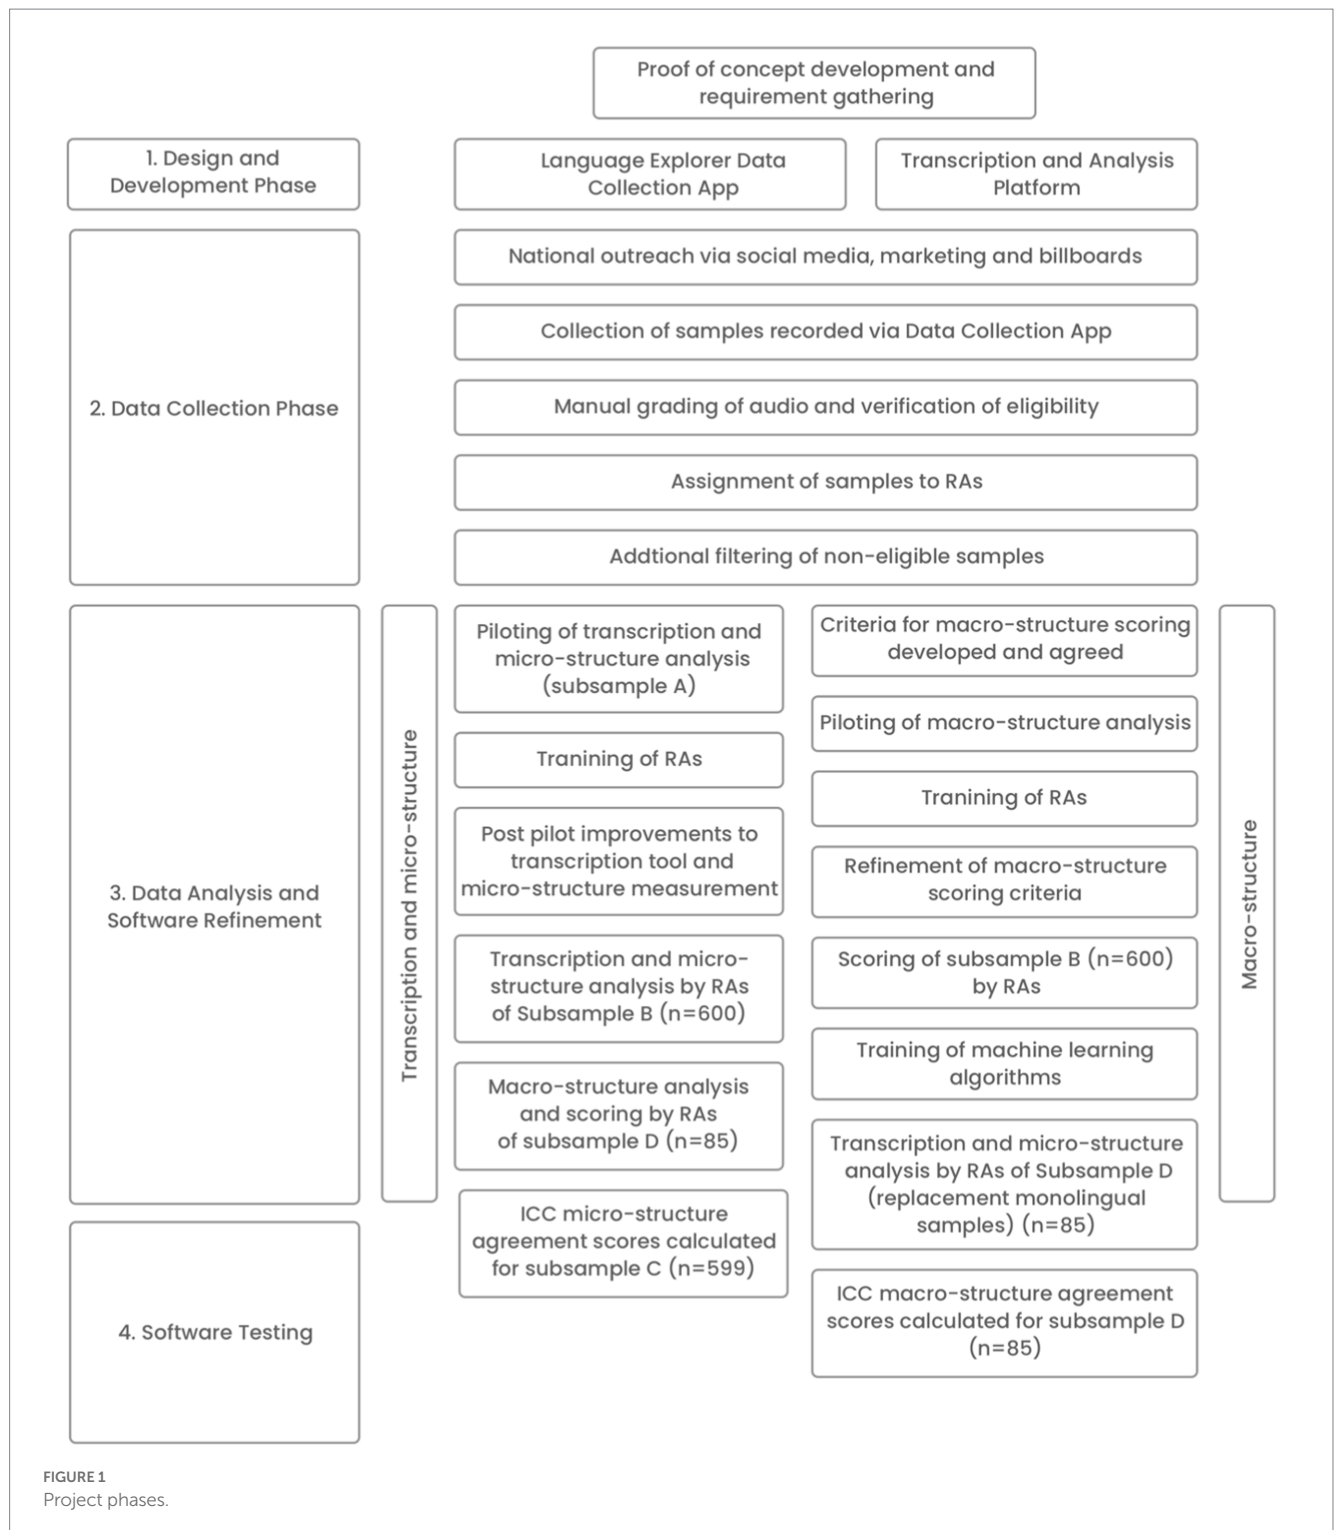 Proof of concept development and
requirement gathering
1. Design and
Development Phase
Language Explorer Data
Collection App
Transcription and Analysis
Platform
2. Data Collection Phase
National outreach via social media, marketing and billboards
Collection of samples recorded via Data Collection App
Manual grading of audio and verification of eligibility
Assignment of samples to RAs
Addtional filtering of non-eligible samples
3. Data Analysis and
Software Refinement
Transcription and micro-structure
Piloting of transcription and
micro-structure analysis
(subsample A)
Tranining of RAs
Post pilot improvements to
transcription tool and
micro-structure measurement
Transcription and micro-
structure analysis by RAs
of Subsample B (n=600)
Macro-structure analysis
and scoring by RAs
of subsample D (n=85)
ICC micro-structure
agreement scores calculated
for subsample C (n=599)
Criteria for macro-structure scoring
developed and agreed
Piloting of macro-structure analysis
Tranining of RAs
Refinement of macro-structure
scoring criteria
Scoring of subsample B (n=600)
by RAs
Training of machine learning
algorithms
Transcription and micro-structure
analysis by RAs of Subsample D
(replacement monolingual
samples) (n=85)
ICC macro-structure agreement
scores calculated for subsample D
(n=85)
Macro-structure
4. Software Testing
FIGURE 1
Project phases.